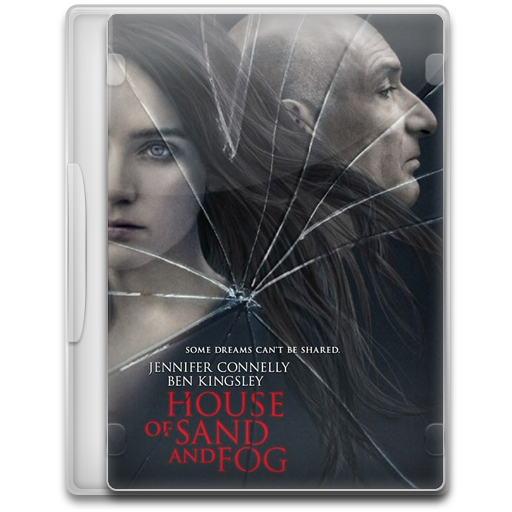 SOME DREAMS CAN'T BE SHARED.
JENNIFER CONNELLY
BEN KINGSLEY
HOUSE
OF SAND
AND FOG